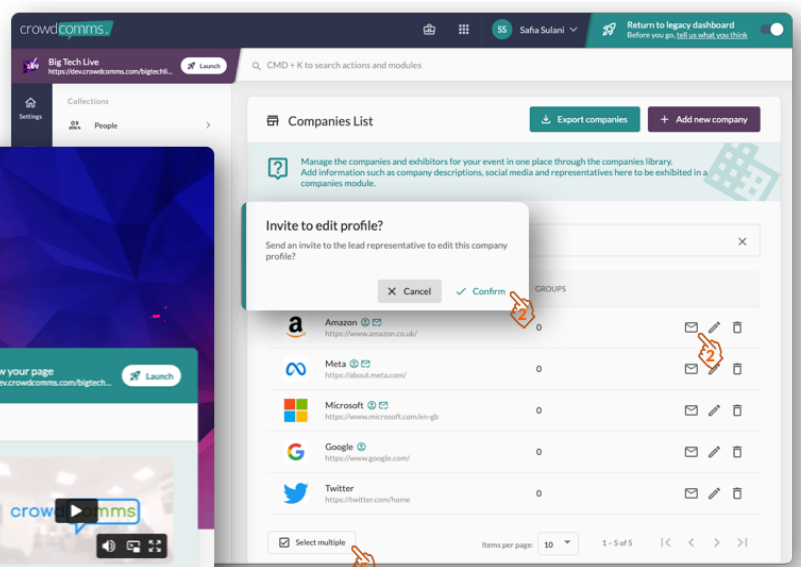 crowdcomms.
SS
Safia Sulani
Return to legacy dashboard
Before you go, tell us what you think
Big Tech Live
https://dev.crowdcomms.com/bigtechli...
Launch
CMD + K to search actions and modules
Settings
Collections
People
Companies List
Export companies
+ Add new company
Manage the companies and exhibitors for your event in one place through the companies library.
Add information such as company descriptions, social media and representatives here to be exhibited in a
companies module.
Invite to edit profile?
Send an invite to the lead representative to edit this company
profile?
Cancel
Confirm
2
GROUPS
Amazon
https://www.amazon.co.uk/
0
2
Meta
https://about.meta.com/
0
Microsoft
https://www.microsoft.com/en-gb
0
Google
https://www.google.com/
0
Twitter
https://twitter.com/home
0
Select multiple
Items per page:
10
1 - 5 of 5
w your page
ev.crowdcomms.com/bigtech...
Launch
crowdcomms